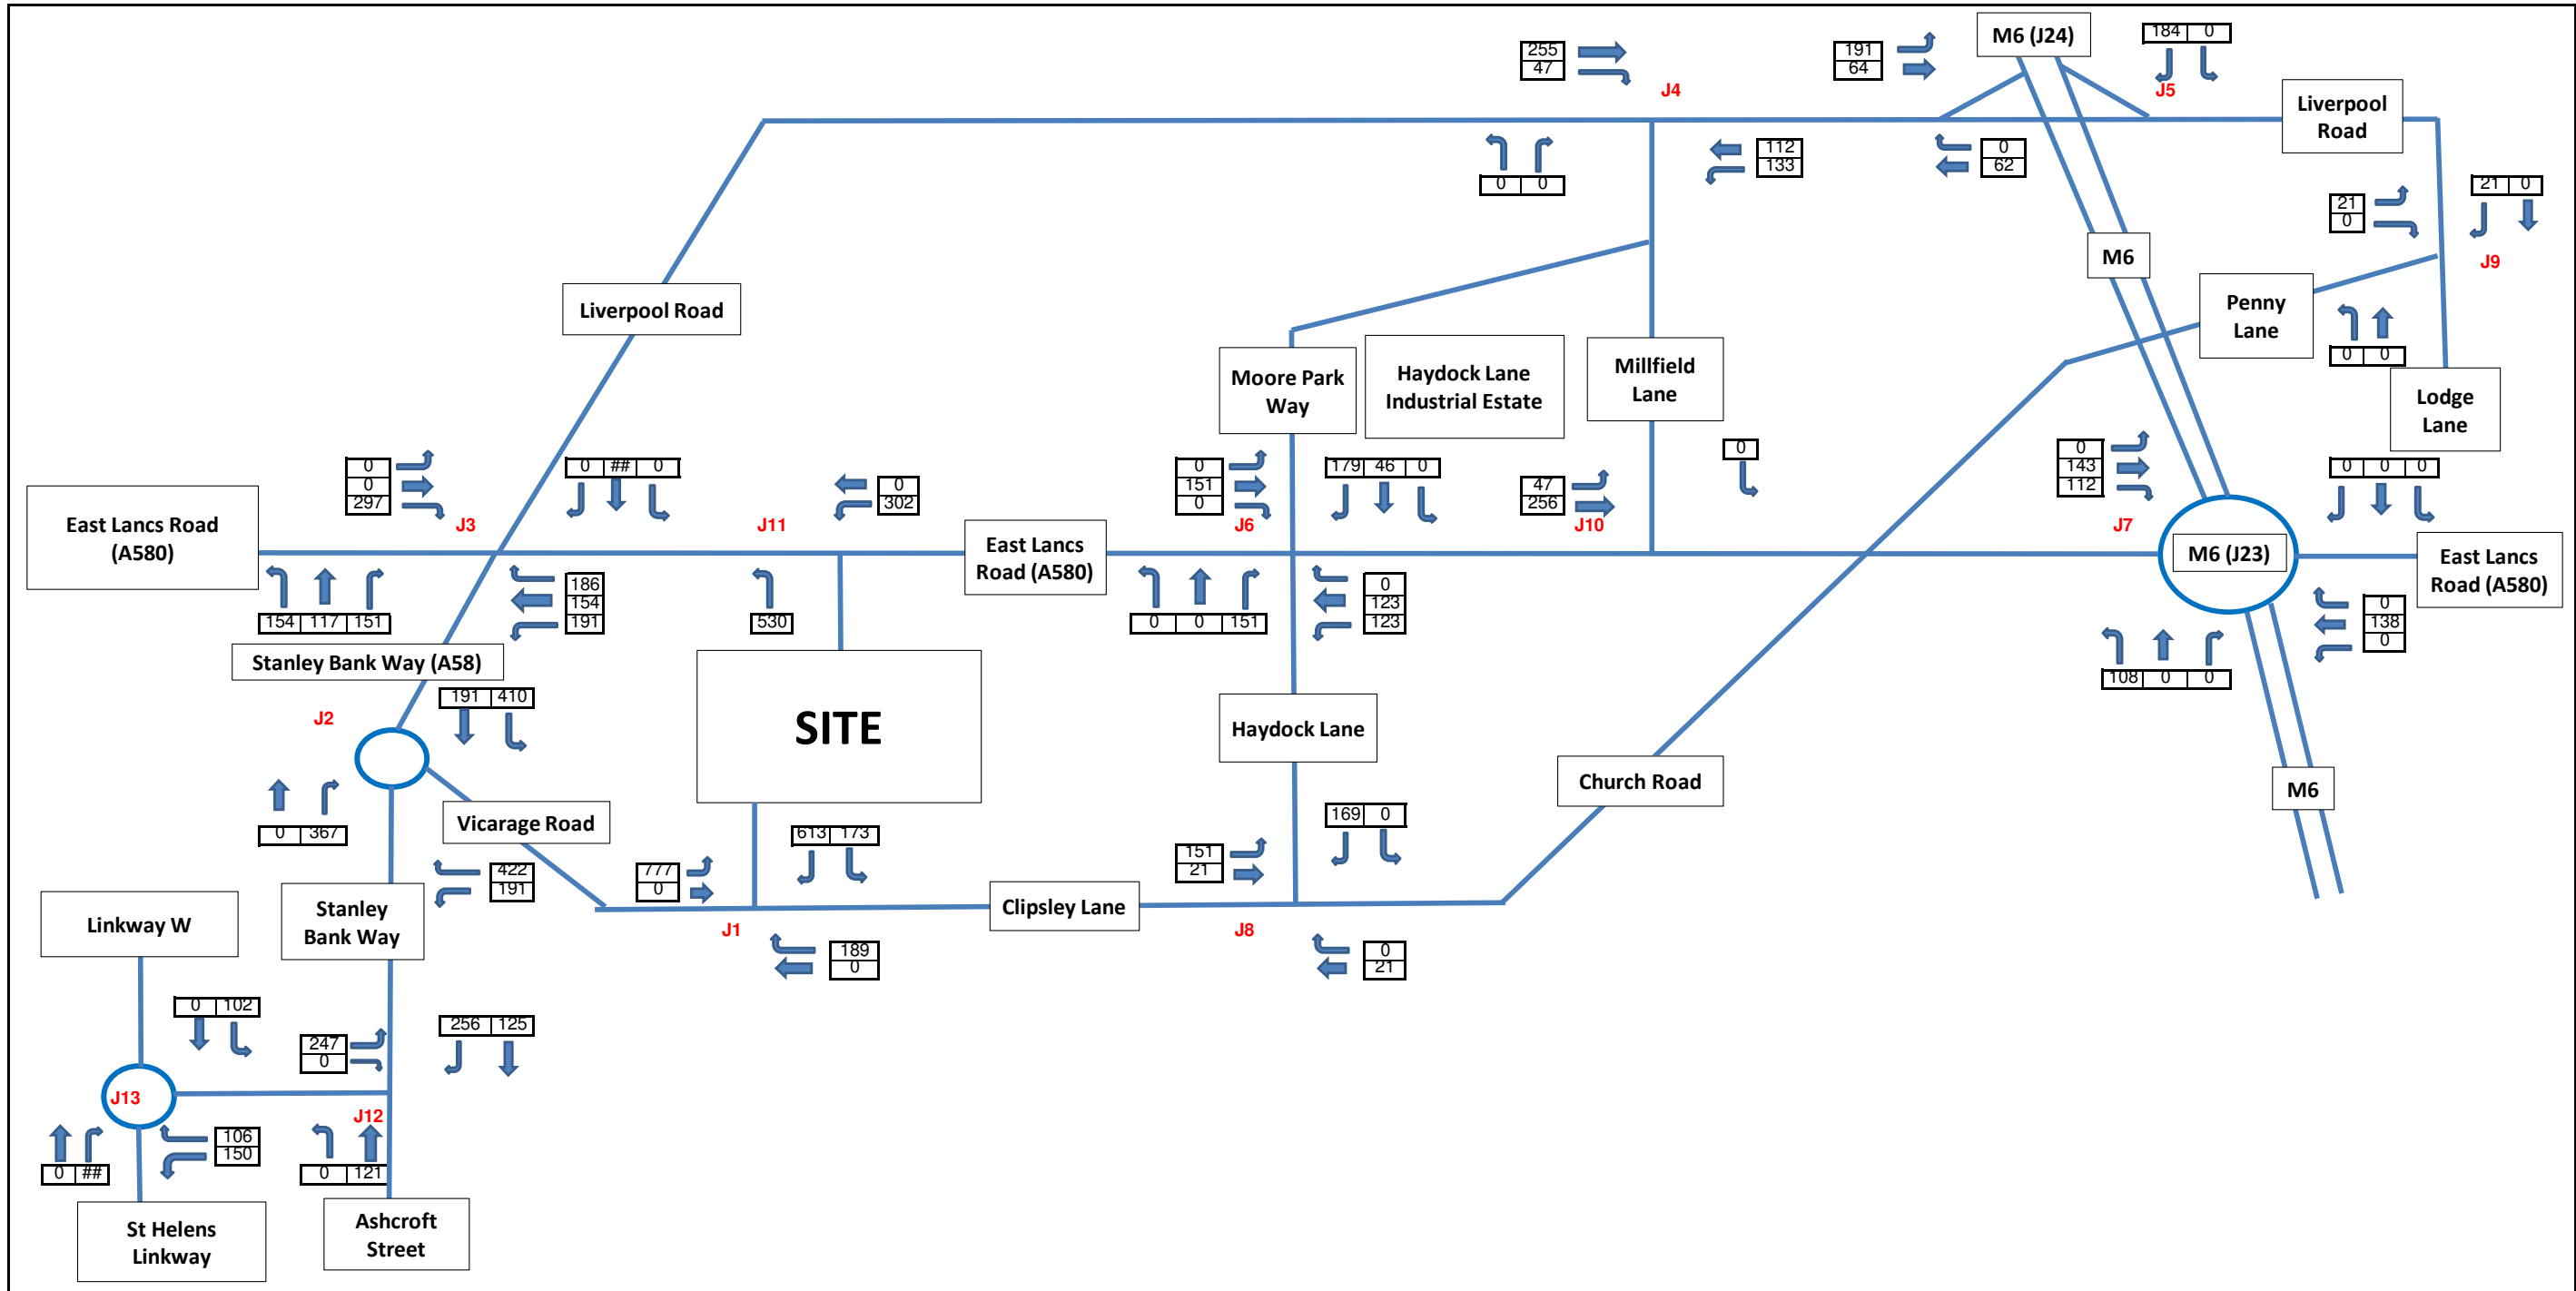 M6 (J24)
184 0
255
47
191
64
J4
J5
Liverpool
Road
0 0
112
133
0
62
21
0
21 0
J9
M6
Penny
Lane
0 0
Liverpool Road
Moore Park
Way
Haydock Lane
Industrial Estate
Millfield
Lane
Lodge
Lane
0
0
297
0 ## 0
0
302
0
151
0
179 46 0
47
256
0
0
143
112
0 0 0
J3
J11
J6
J10
J7
East Lancs Road
(A580)
East Lancs
Road (A580)
M6 (J23)
East Lancs
Road (A580)
154 117 151
186
154
191
530
0 0 151
0
123
123
108 0 0
0
138
0
Stanley Bank Way (A58)
191 410
J2
SITE
Haydock Lane
Church Road
M6
0 367
Vicarage Road
613 173
169 0
422
191
777
0
151
21
Linkway W
Stanley
Bank Way
Clipsley Lane
J1
J8
189
0
0
21
0 102
247
0
256 125
J13
J12
0 ##
106
150
0 121
St Helens
Linkway
Ashcroft
Street